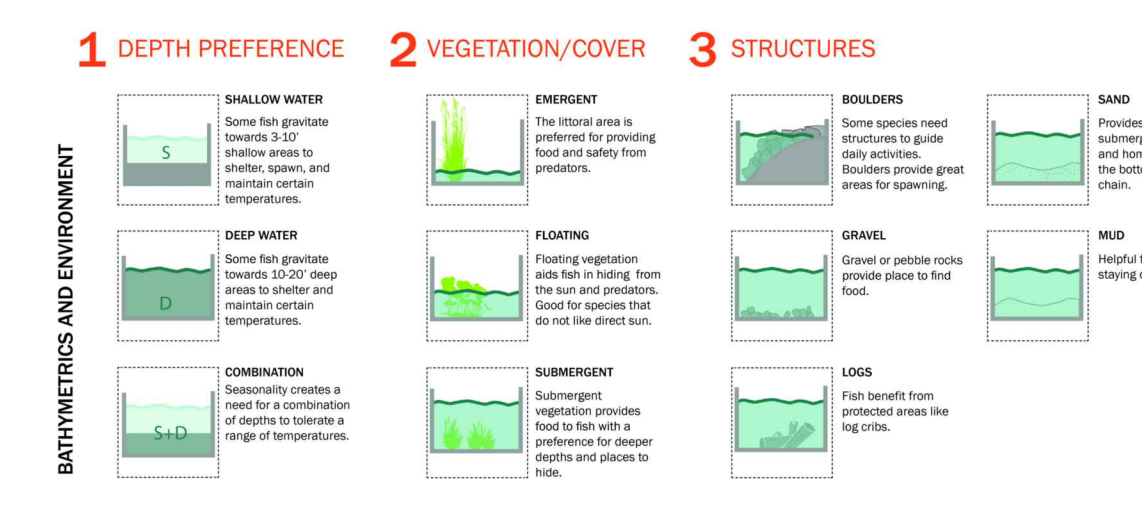 BATHYMETRICS AND ENVIRONMENT
1 DEPTH PREFERENCE
SHALLOW WATER
Some fish gravitate
towards 3-10'
shallow areas to
shelter, spawn, and
maintain certain
temperatures.
S
DEEP WATER
Some fish gravitate
towards 10-20' deep
areas to shelter and
maintain certain
temperatures.
D
COMBINATION
Seasonality creates a
need for a combination
of depths to tolerate a
range of temperatures.
S+D
2 VEGETATION/COVER
EMERGENT
The littoral area is
preferred for providing
food and safety from
predators.
FLOATING
Floating vegetation
aids fish in hiding from
the sun and predators.
Good for species that
do not like direct sun.
SUBMERGENT
Submergent
vegetation provides
food to fish with a
preference for deeper
depths and places to
hide.
3 STRUCTURES
BOULDERS
Some species need
structures to guide
daily activities.
Boulders provide great
areas for spawning.
GRAVEL
Gravel or pebble rocks
provide place to find
food.
LOGS
Fish benefit from
protected areas like
log cribs.
SAND
Provides
and
the
chain.
MUD
Helpful
staying